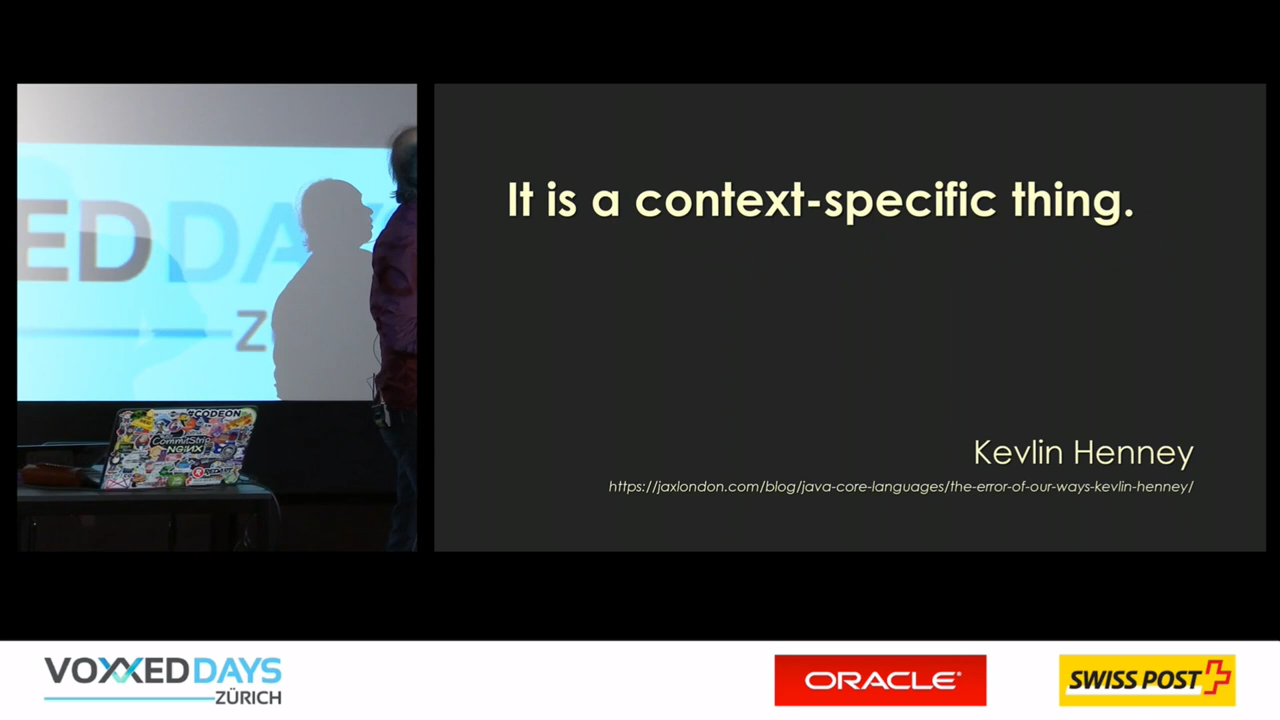 ED DA
Z
#CODEON
CommitStrip
NGINX
It is a context-specific thing.
Kevlin Henney
https://jaxlondon.com/blog/java-core-languages/the-error-of-our-ways-kevlin-henney/
VOXXED DAYS
ZÜRICH
ORACLE®
SWISS POST